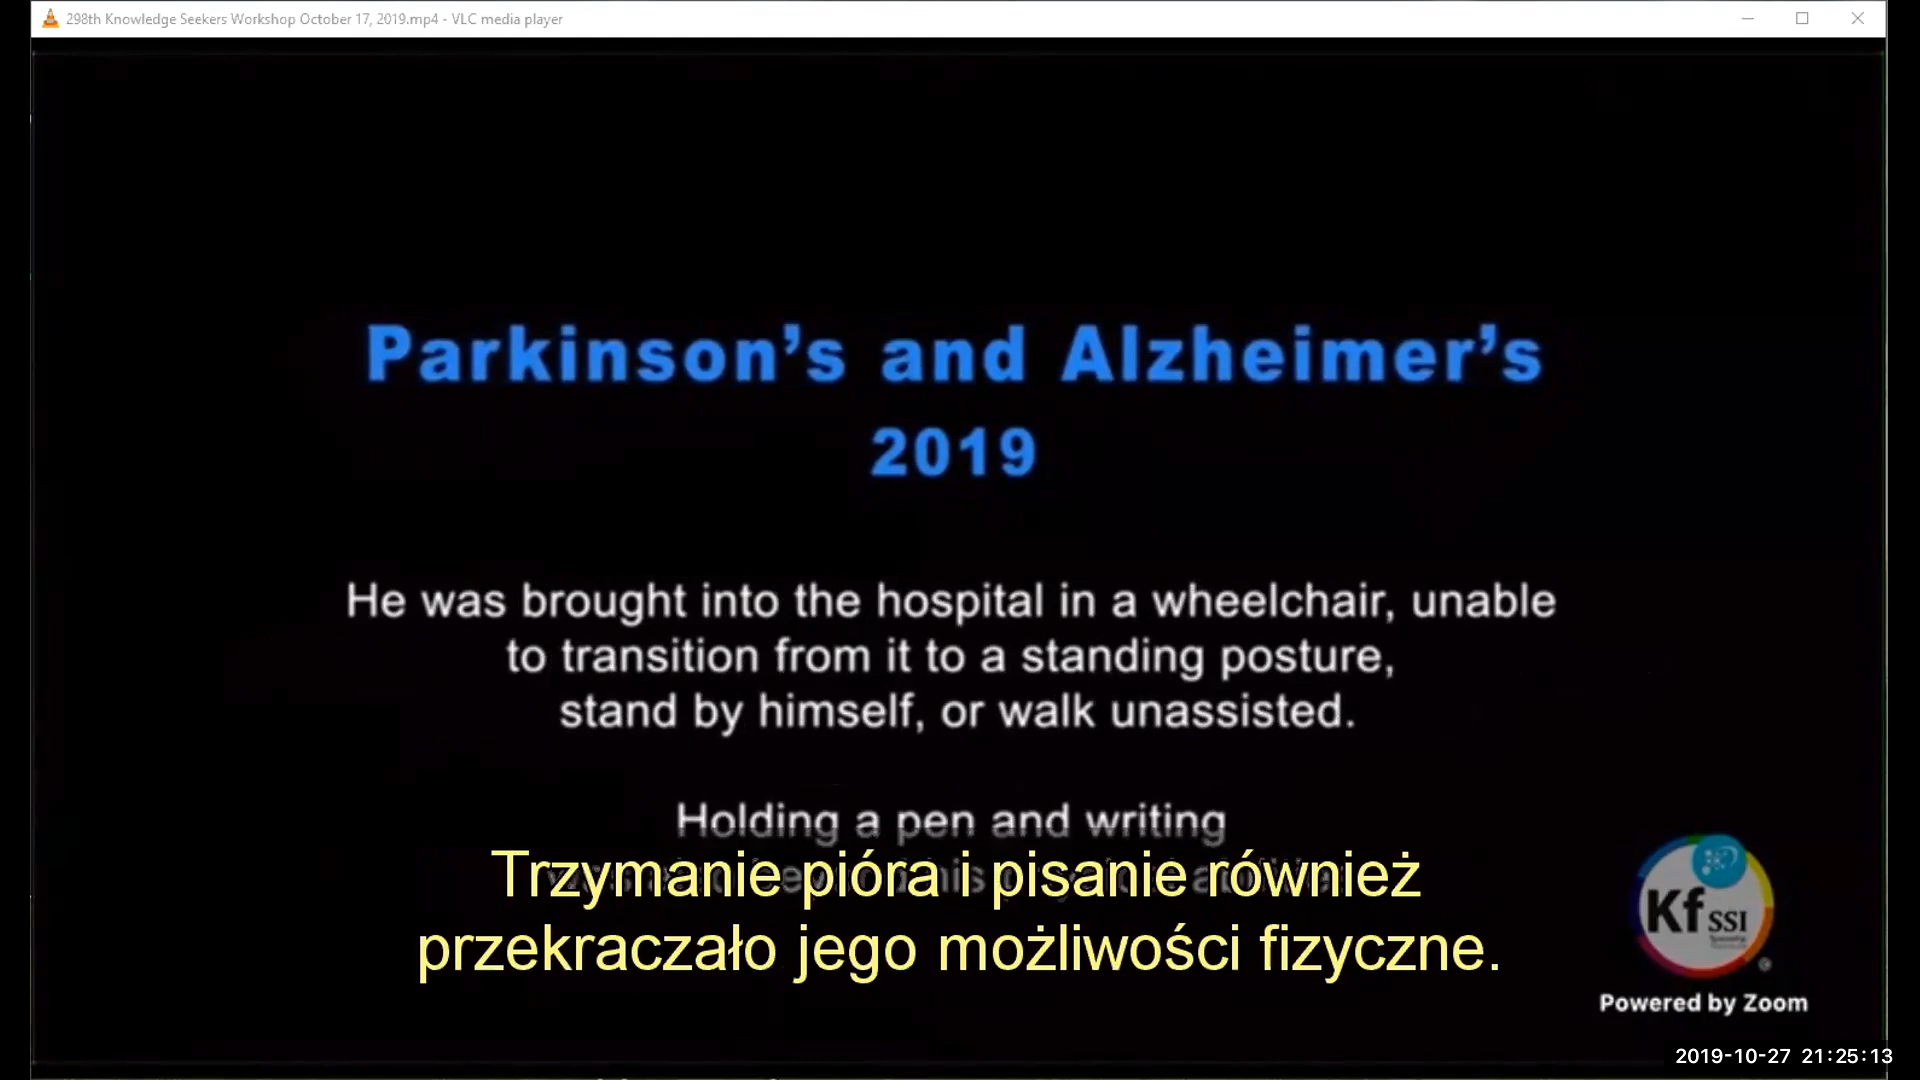 298th Knowledge Seekers Workshop October 17, 2019.mp4 - VLC media player
Parkinson’s and Alzheimer’s
2019
He was brought into the hospital in a wheelchair, unable
to transition from it to a standing posture,
stand by himself, or walk unassisted.
Holding a pen and writing
Trzymanie pióra i pisanie również
przekraczało jego możliwości fizyczne.
Kf SSI
Powered by Zoom
2019-10-27 21:25:13